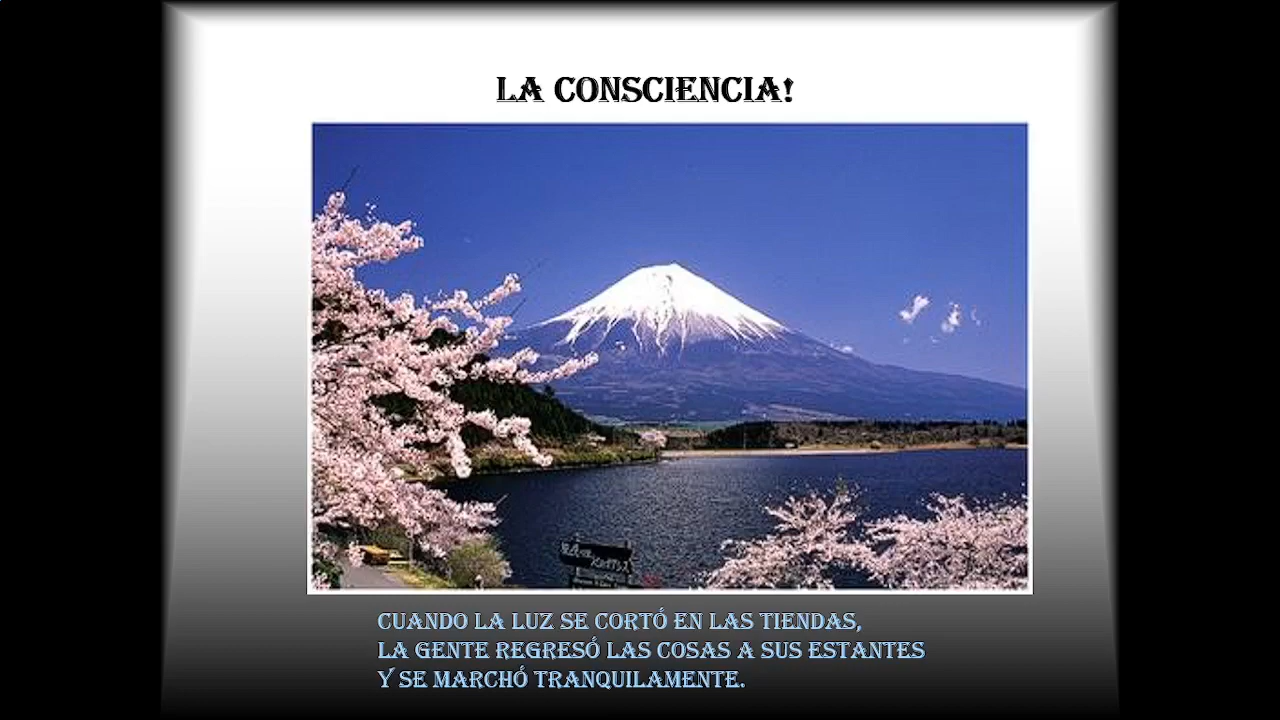 LA CONSCIENCIA!
CUANDO LA LUZ SE CORTÓ EN LAS TIENDAS,
LA GENTE REGRESÓ LAS COSAS A SUS ESTANTES
Y SE MARCHÓ TRANQUILAMENTE.